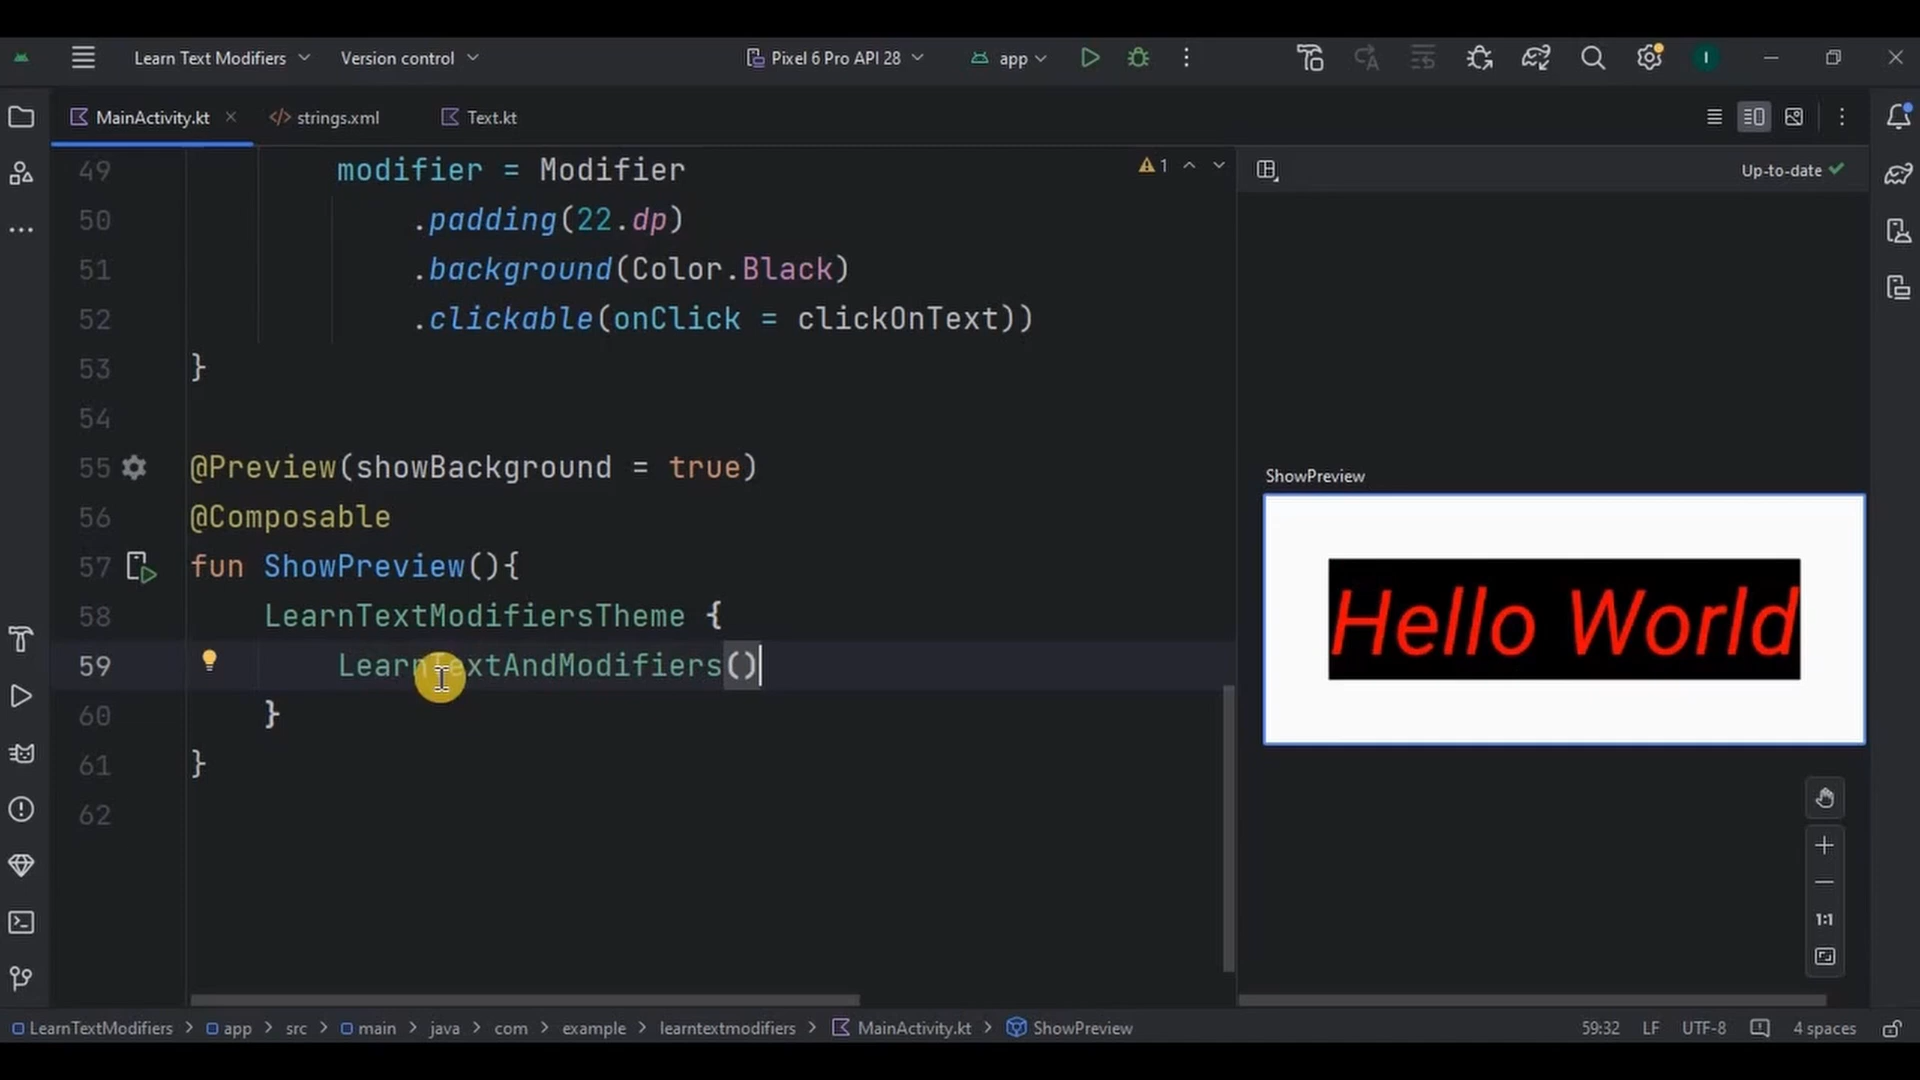 Learn Text Modifiers
Version control
Pixel 6 Pro API 28
app
I
MainActivity.kt
</> strings.xml
Text.kt
49 modifier = Modifier
1
Up-to-date
50 .padding(22.dp)
51 .background(Color.Black)
52 .clickable(onClick = clickOnText))
53 }
54
55 @Preview(showBackground = true)
56 @Composable
57 fun ShowPreview(){
58 LearnTextModifiersTheme {
59 LearnTextAndModifiers()
60 }
61 }
62
ShowPreview
Hello World
1:1
LearnTextModifiers > app > src > main > java > com > example > learntextmodifiers > MainActivity.kt > ShowPreview
59:32 LF UTF-8 4 spaces